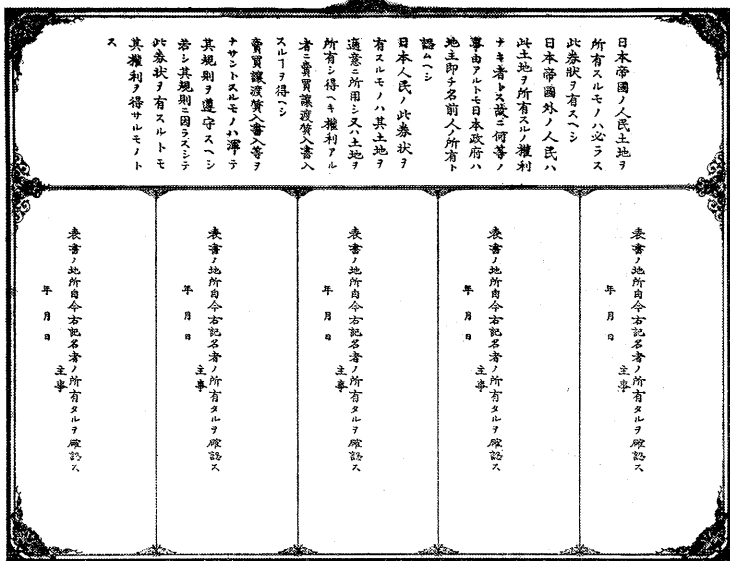 日本帝國ノ人民土地ヲ
所有スルモノハ必ラス
此券状ヲ有スヘシ
日本帝國外ノ人民ハ
此土地ヲ所有スルノ權利
ナキ者トス故ニ何等ノ
事由アルトモ日本政府ハ
地主即チ名前人ノ所有ト
認ムヘシ
日本人民ノ此券状ヲ
有スルモノハ其土地ヲ
適意ニ所用シ又ハ土地ヲ
所有シ得ヘキ權利アル
者ニ賣買讓渡質入書入
スルヿヲ得ヘシ
賣買讓渡質入書入等ヲ
ナサントスルモノハ渾テ
其規則ヲ遵守スヘシ
若シ其規則ニ因ラスシテ
此券状ヲ有スルトモ
其權利ヲ得サルモノト
ス
表書ノ地所自今右記名者ノ所有タルヲ確認ス
主事
年月日
表書ノ地所自今右記名者ノ所有タルヲ確認ス
主事
年月日
表書ノ地所自今右記名者ノ所有タルヲ確認ス
主事
年月日
表書ノ地所自今右記名者ノ所有タルヲ確認ス
主事
年月日
表書ノ地所自今右記名者ノ所有タルヲ確認ス
主事
年月日